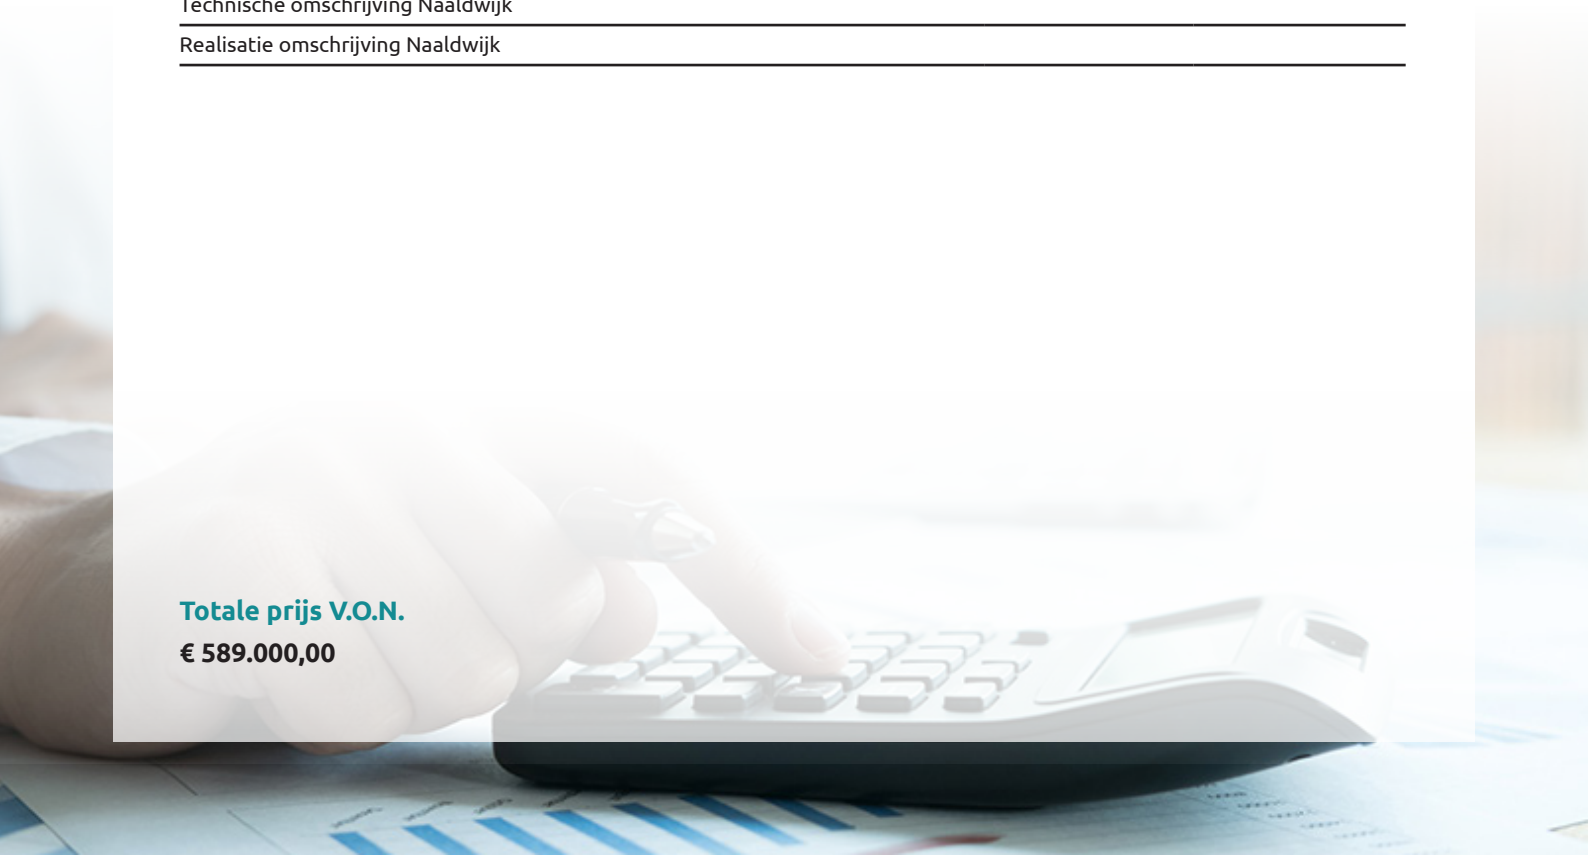 Technische omschrijving Naaldwijk
Realisatie omschrijving Naaldwijk
Totale prijs V.O.N.
€ 589.000,00